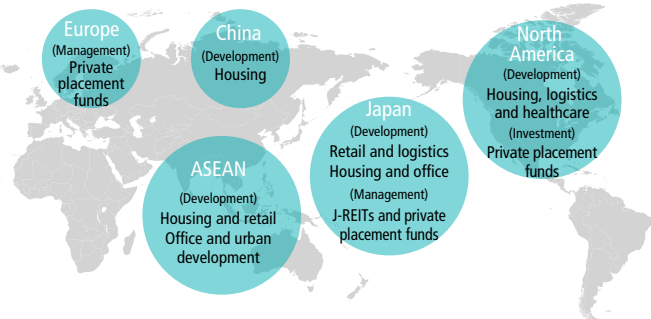 Europe
(Management)
Private
placement
funds
China
(Development)
Housing
North
America
(Development)
Housing, logistics
and healthcare
(Investment)
Private placement
funds
Japan
(Development)
Retail and logistics
Housing and office
(Management)
J-REITs and private
placement funds
ASEAN
(Development)
Housing and retail
Office and urban
development